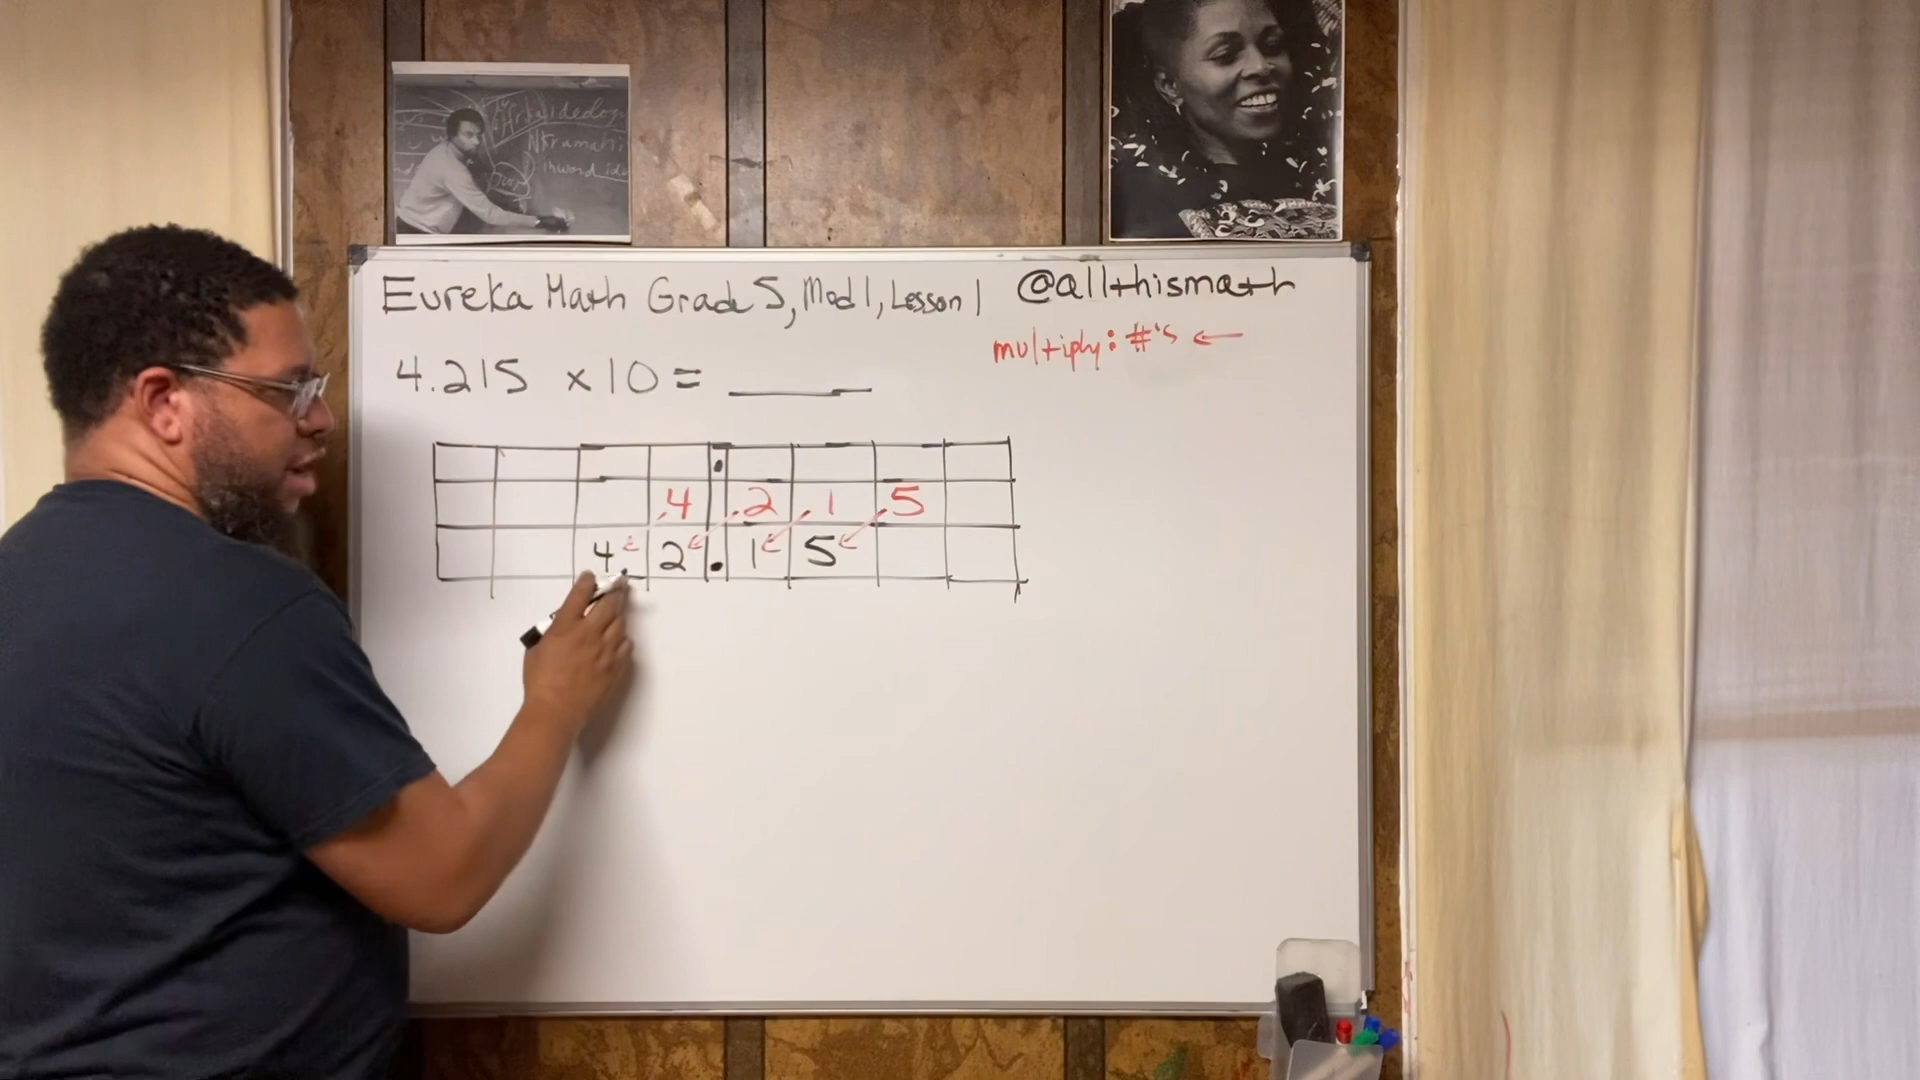 Eureka Math Grade 5, Mod 1, Lesson 1 @allthismath
multiply: #'s ←
4.215 x 10 = ____
4 . 2 1 5
4 2 . 1 5
Nkrumah